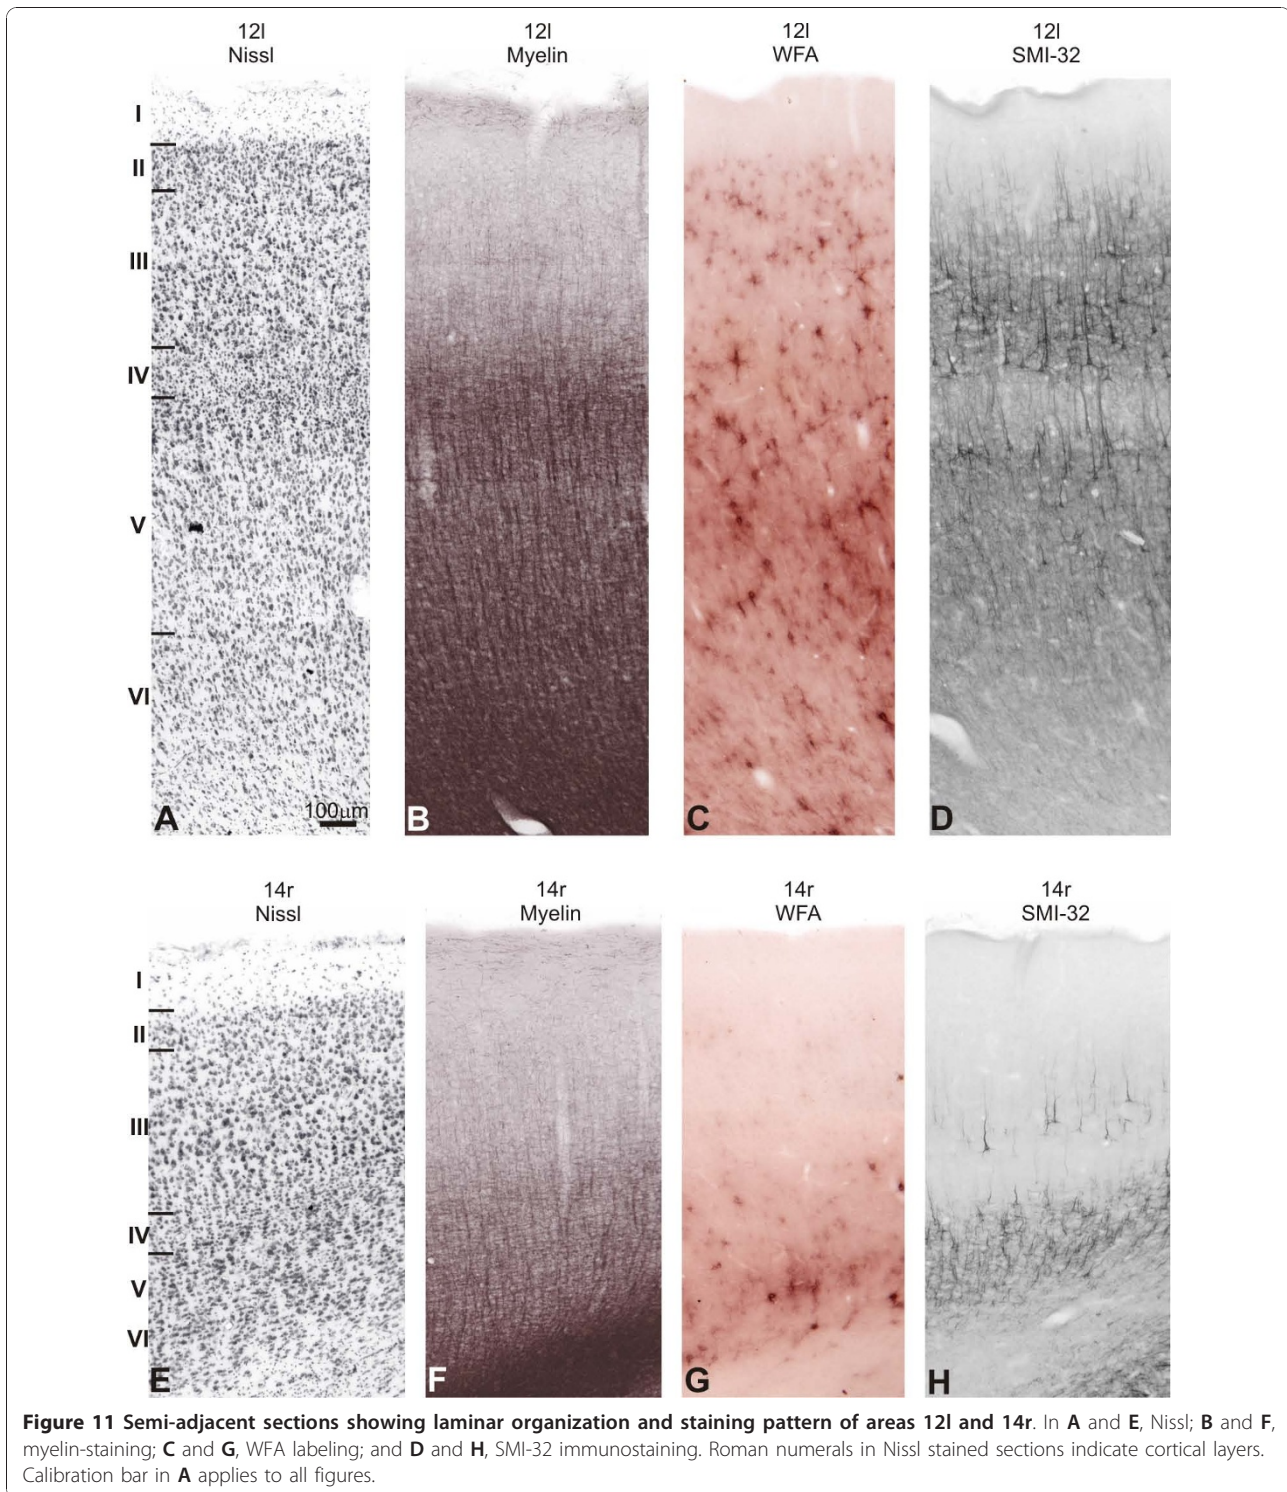 12l 12l 12l 12l
Nissl Myelin WFA SMI-32
I
II
III
IV
V
VI
100µm
A B C D
14r 14r 14r 14r
Nissl Myelin WFA SMI-32
I
II
III
IV
V
VI
E F G H
Figure 11 Semi-adjacent sections showing laminar organization and staining pattern of areas 12l and 14r. In A and E, Nissl; B and F,
myelin-staining; C and G, WFA labeling; and D and H, SMI-32 immunostaining. Roman numerals in Nissl stained sections indicate cortical layers.
Calibration bar in A applies to all figures.